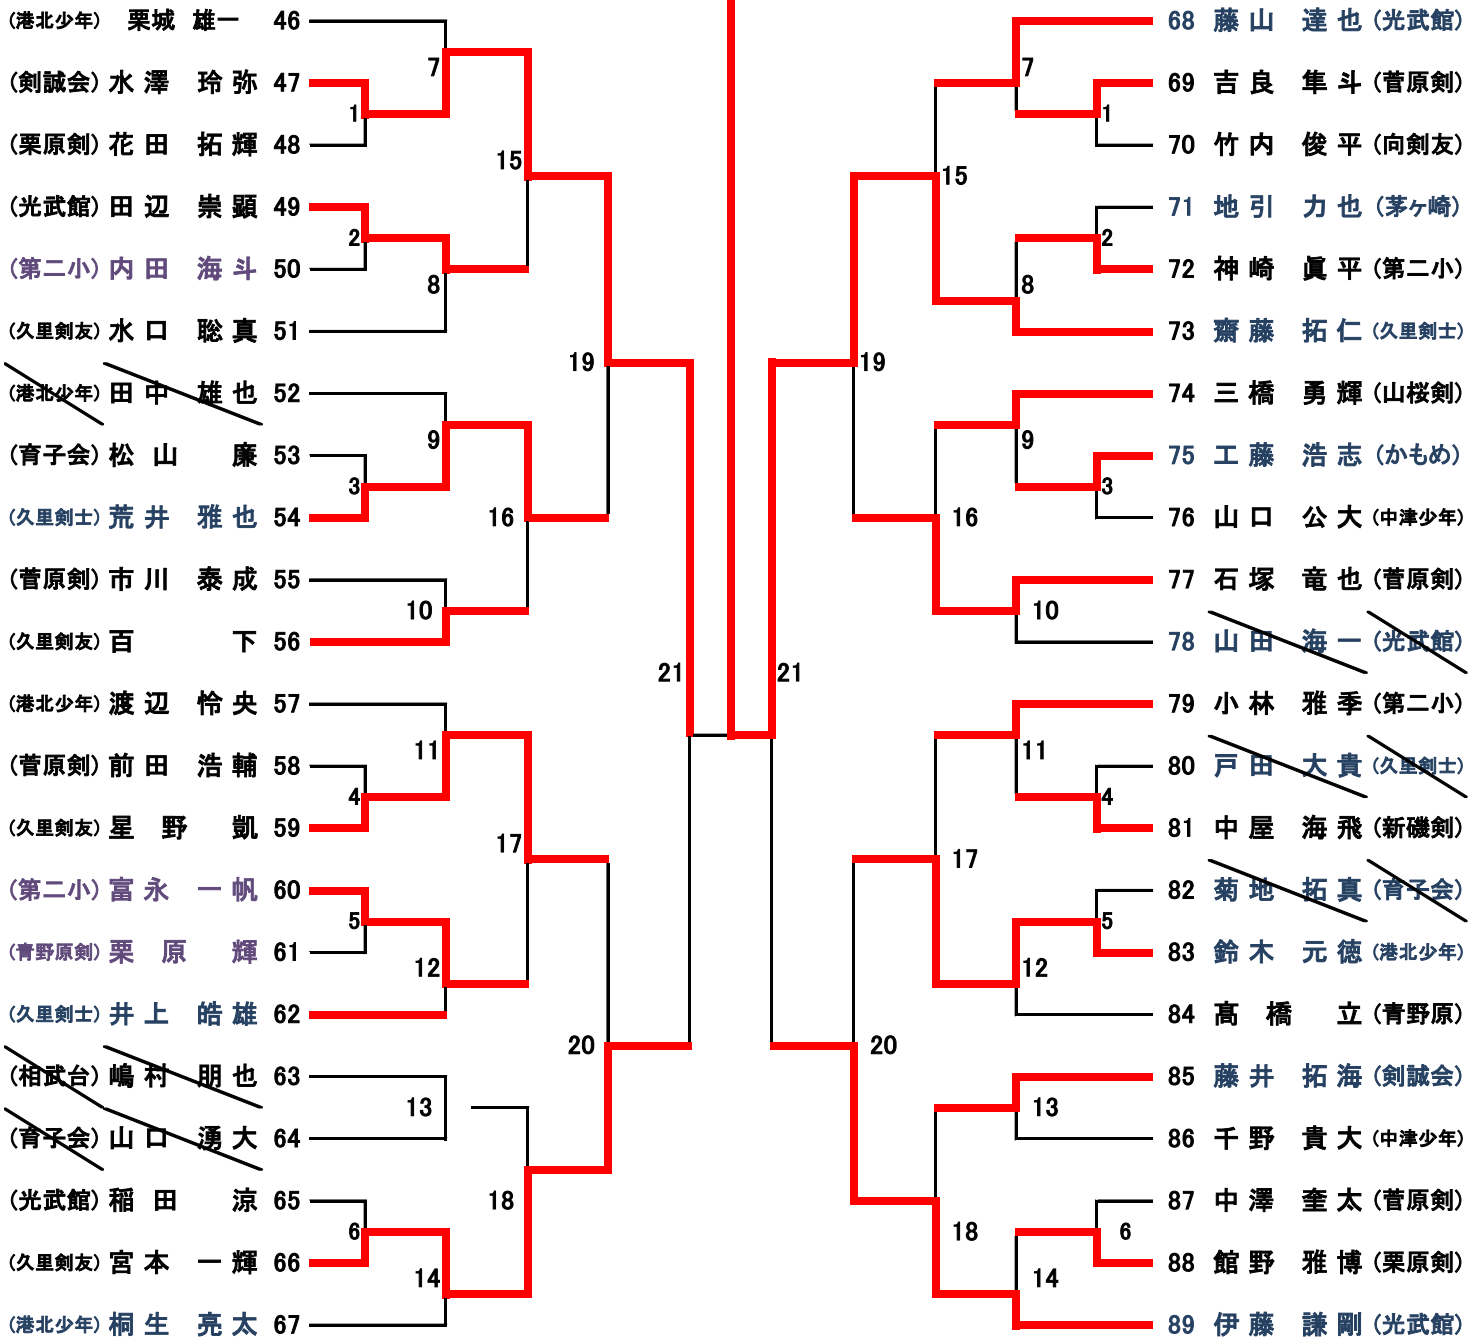 (港北少年) 栗城 雄一 46
(剣誠会) 水澤 玲弥 47
(栗原剣) 花田 拓輝 48
(光武館) 田辺 崇顕 49
(第二小) 内田 海斗 50
(久里剣友) 水口 聡真 51
(港北少年) 田中 雄也 52
(育子会) 松山 廉 53
(久里剣士) 荒井 雅也 54
(菅原剣) 市川 泰成 55
(久里剣友) 百 下 56
(港北少年) 渡辺 怜央 57
(菅原剣) 前田 浩輔 58
(久里剣友) 星野 凱 59
(第二小) 富永 一帆 60
(青野原剣) 栗原 輝 61
(久里剣士) 井上 皓雄 62
(相武台) 嶋村 朋也 63
(育子会) 山口 湧大 64
(光武館) 稲田 涼 65
(久里剣友) 宮本 一輝 66
(港北少年) 桐生 亮太 67
1
2
3
4
5
6
7
8
9
10
11
12
13
14
15
16
17
18
19
20
21
68 藤山 達也 (光武館)
69 吉良 隼斗 (菅原剣)
70 竹内 俊平 (向剣友)
71 地引 力也 (茅ヶ崎)
72 神崎 眞平 (第二小)
73 齋藤 拓仁 (久里剣士)
74 三橋 勇輝 (山桜剣)
75 工藤 浩志 (かもめ)
76 山口 公大 (中津少年)
77 石塚 竜也 (菅原剣)
78 山田 海一 (光武館)
79 小林 雅季 (第二小)
80 戸田 大貴 (久里剣士)
81 中屋 海飛 (新磯剣)
82 菊地 拓真 (育子会)
83 鈴木 元徳 (港北少年)
84 髙橋 立 (青野原)
85 藤井 拓海 (剣誠会)
86 千野 貴大 (中津少年)
87 中澤 奎太 (菅原剣)
88 館野 雅博 (栗原剣)
89 伊藤 謙剛 (光武館)
1
2
3
4
5
6
7
8
9
10
11
12
13
14
15
16
17
18
19
20
21